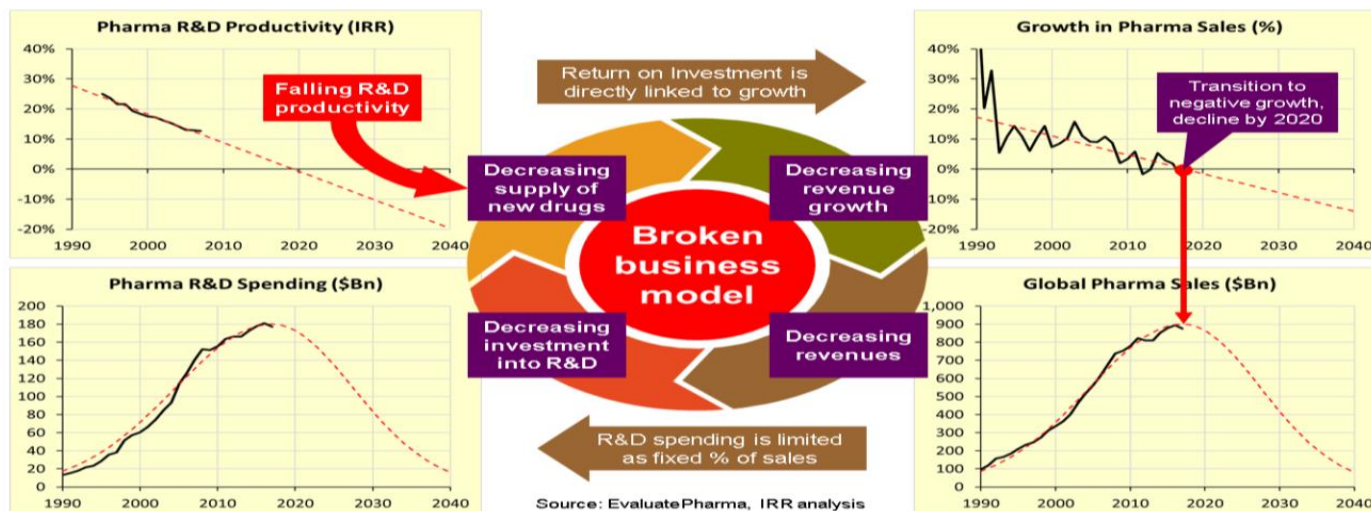 Pharma R&D Productivity (IRR)
40%
30%
20%
10%
0%
-10%
-20%
1990 2000 2010 2020 2030 2040
Falling R&D
productivity
Return on Investment is
directly linked to growth
Growth in Pharma Sales (%)
40%
30%
20%
10%
0%
-10%
-20%
1990 2000 2010 2020 2030 2040
Transition to
negative growth,
decline by 2020
Decreasing
supply of
new drugs
Decreasing
revenue
growth
Broken
business
model
Decreasing
investment
into R&D
Decreasing
revenues
Pharma R&D Spending ($Bn)
200
180
160
140
120
100
80
60
40
20
0
1990 2000 2010 2020 2030 2040
R&D spending is limited
as fixed % of sales
Source: EvaluatePharma, IRR analysis
Global Pharma Sales ($Bn)
1,000
900
800
700
600
500
400
300
200
100
0
1990 2000 2010 2020 2030 2040